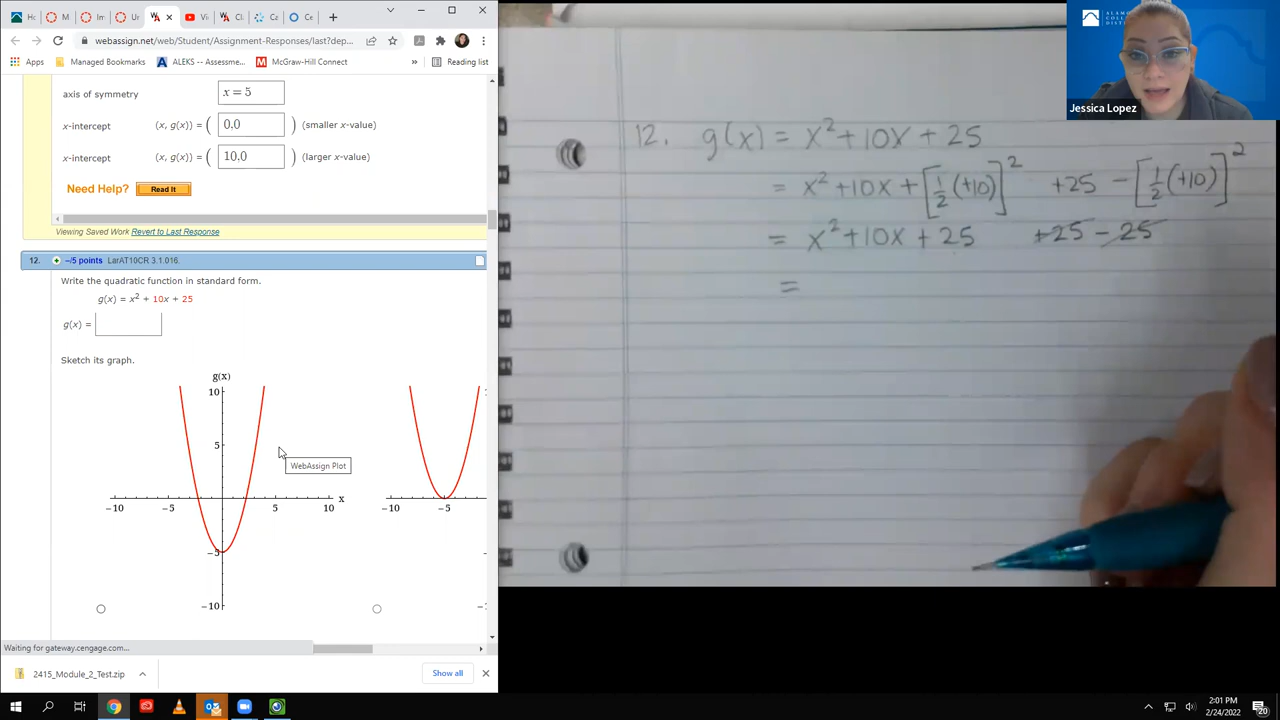 webassign.net/web/Student/Assignment-Responses/last?dep...
Apps
Managed Bookmarks
ALEKS -- Assessme...
McGraw-Hill Connect
»
Reading list
axis of symmetry
x = 5
x-intercept (x, g(x)) = ( 0.0 ) (smaller x-value)
x-intercept (x, g(x)) = ( 10.0 ) (larger x-value)
Need Help? Read It
Viewing Saved Work Revert to Last Response
12. –/5 points LarAT10CR 3.1.016.
Write the quadratic function in standard form.
g(x) = x² + 10x + 25
g(x) =
Sketch its graph.
g(x)
10
5
-5
-10
-10 -5 5 10 x
WebAssign Plot
-10 -5
Waiting for gateway.cengage.com...
2415_Module_2_Test.zip
Show all
12. g(x) = x² + 10x + 25
= x² + 10x + [1/2 (+10)]² + 25 - [1/2 (+10)]²
= x² + 10x + 25 + 25 - 25
=
Jessica Lopez
2:01 PM
2/24/2022
20